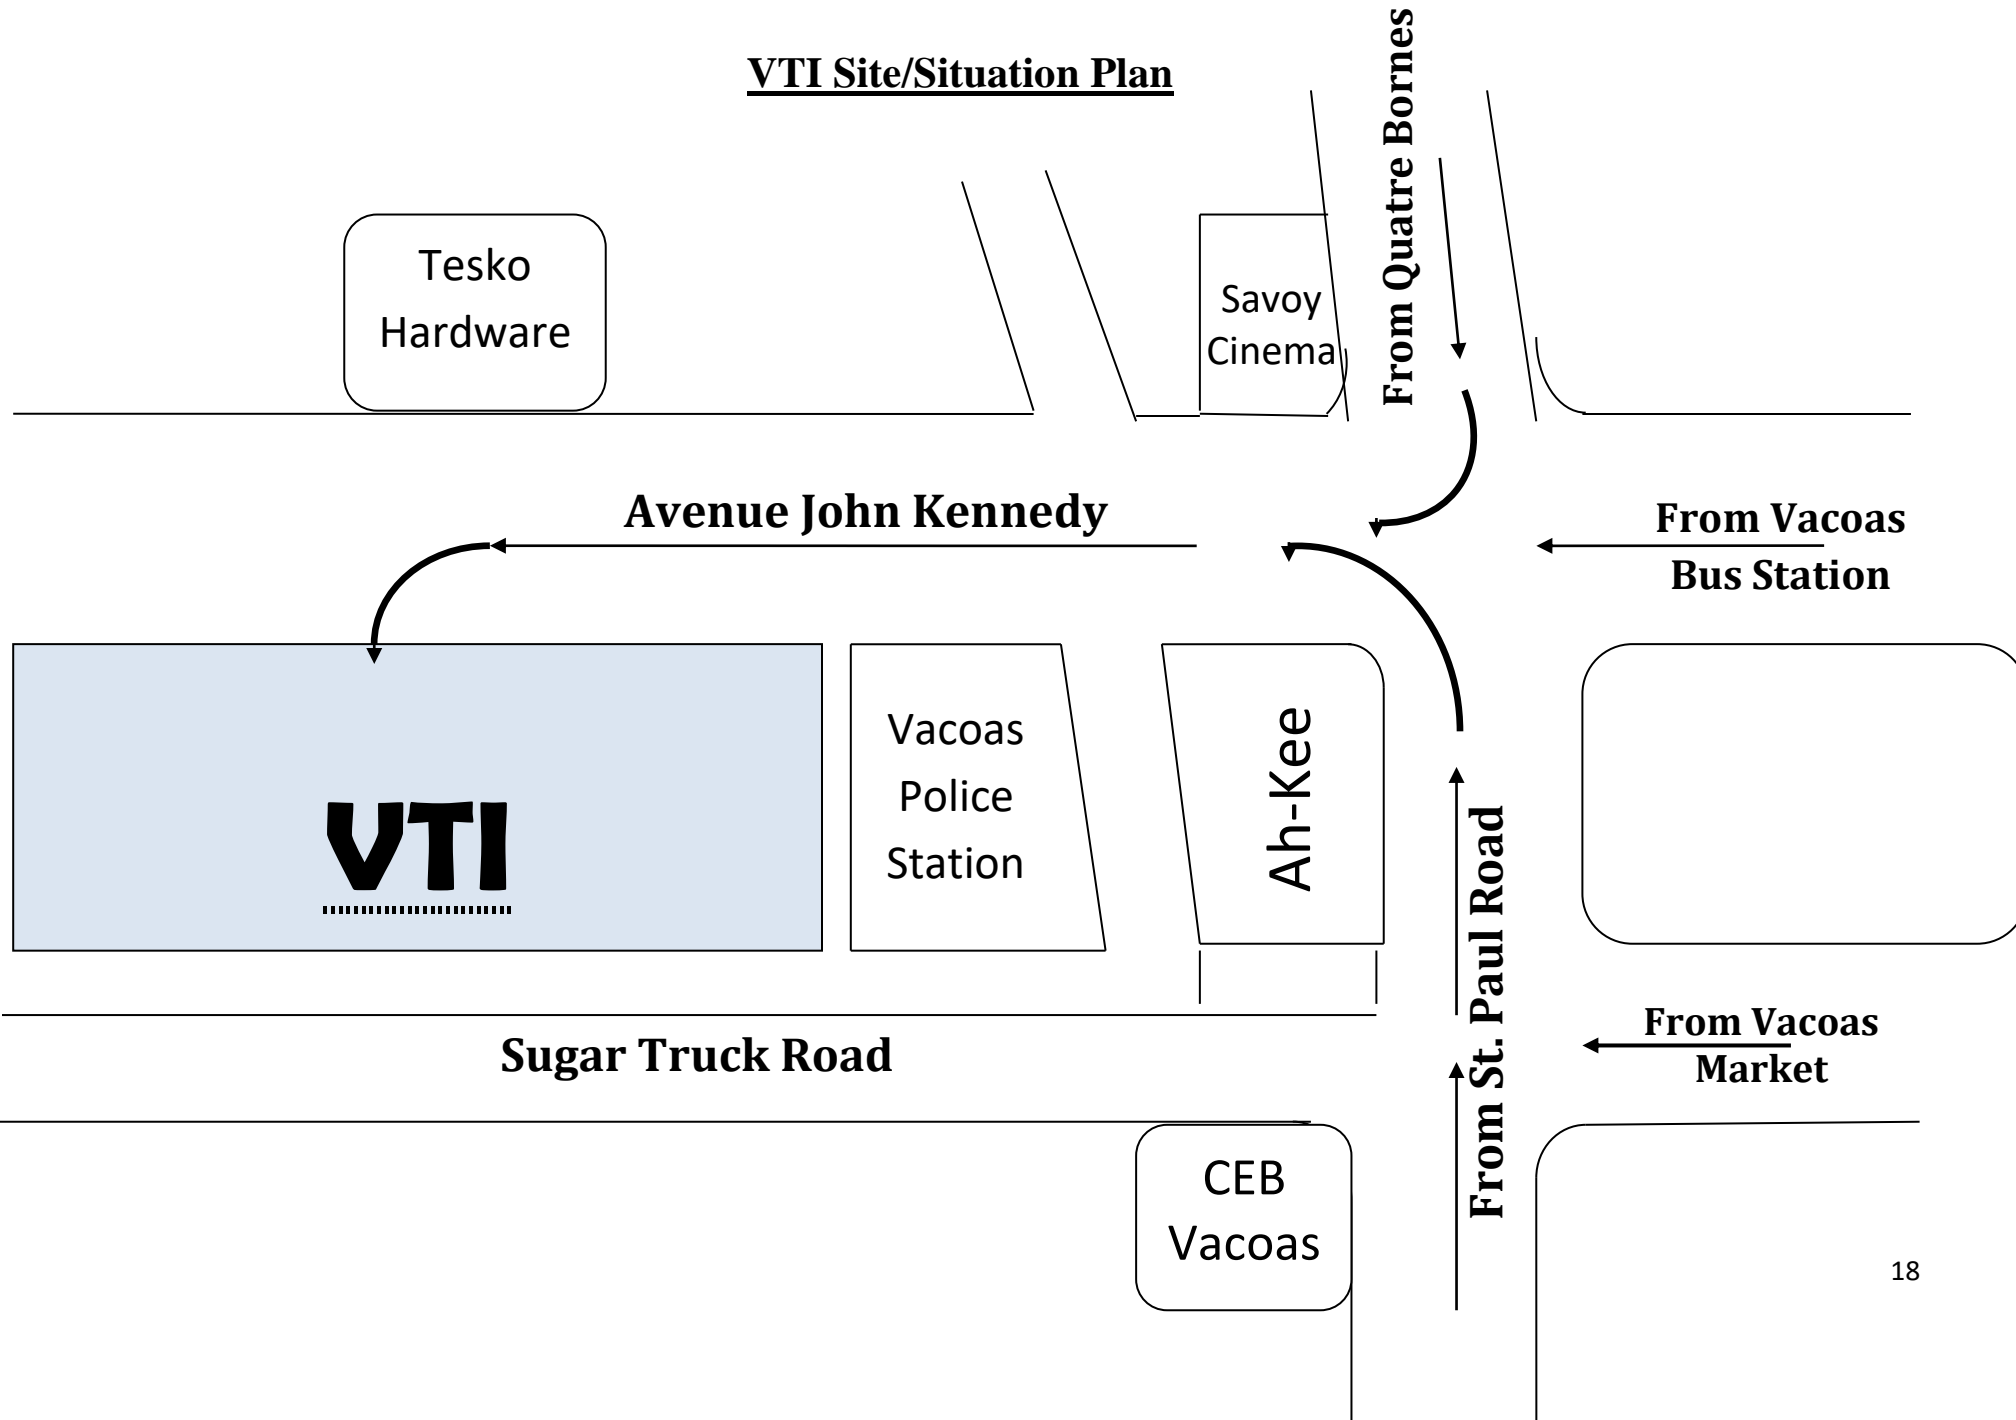 VTI Site/Situation Plan
From Quatre Bornes
Tesko
Hardware
Savoy
Cinema
Avenue John Kennedy
From Vacoas
Bus Station
VTI
Vacoas
Police
Station
Ah-Kee
From St. Paul Road
From Vacoas
Market
Sugar Truck Road
CEB
Vacoas
18